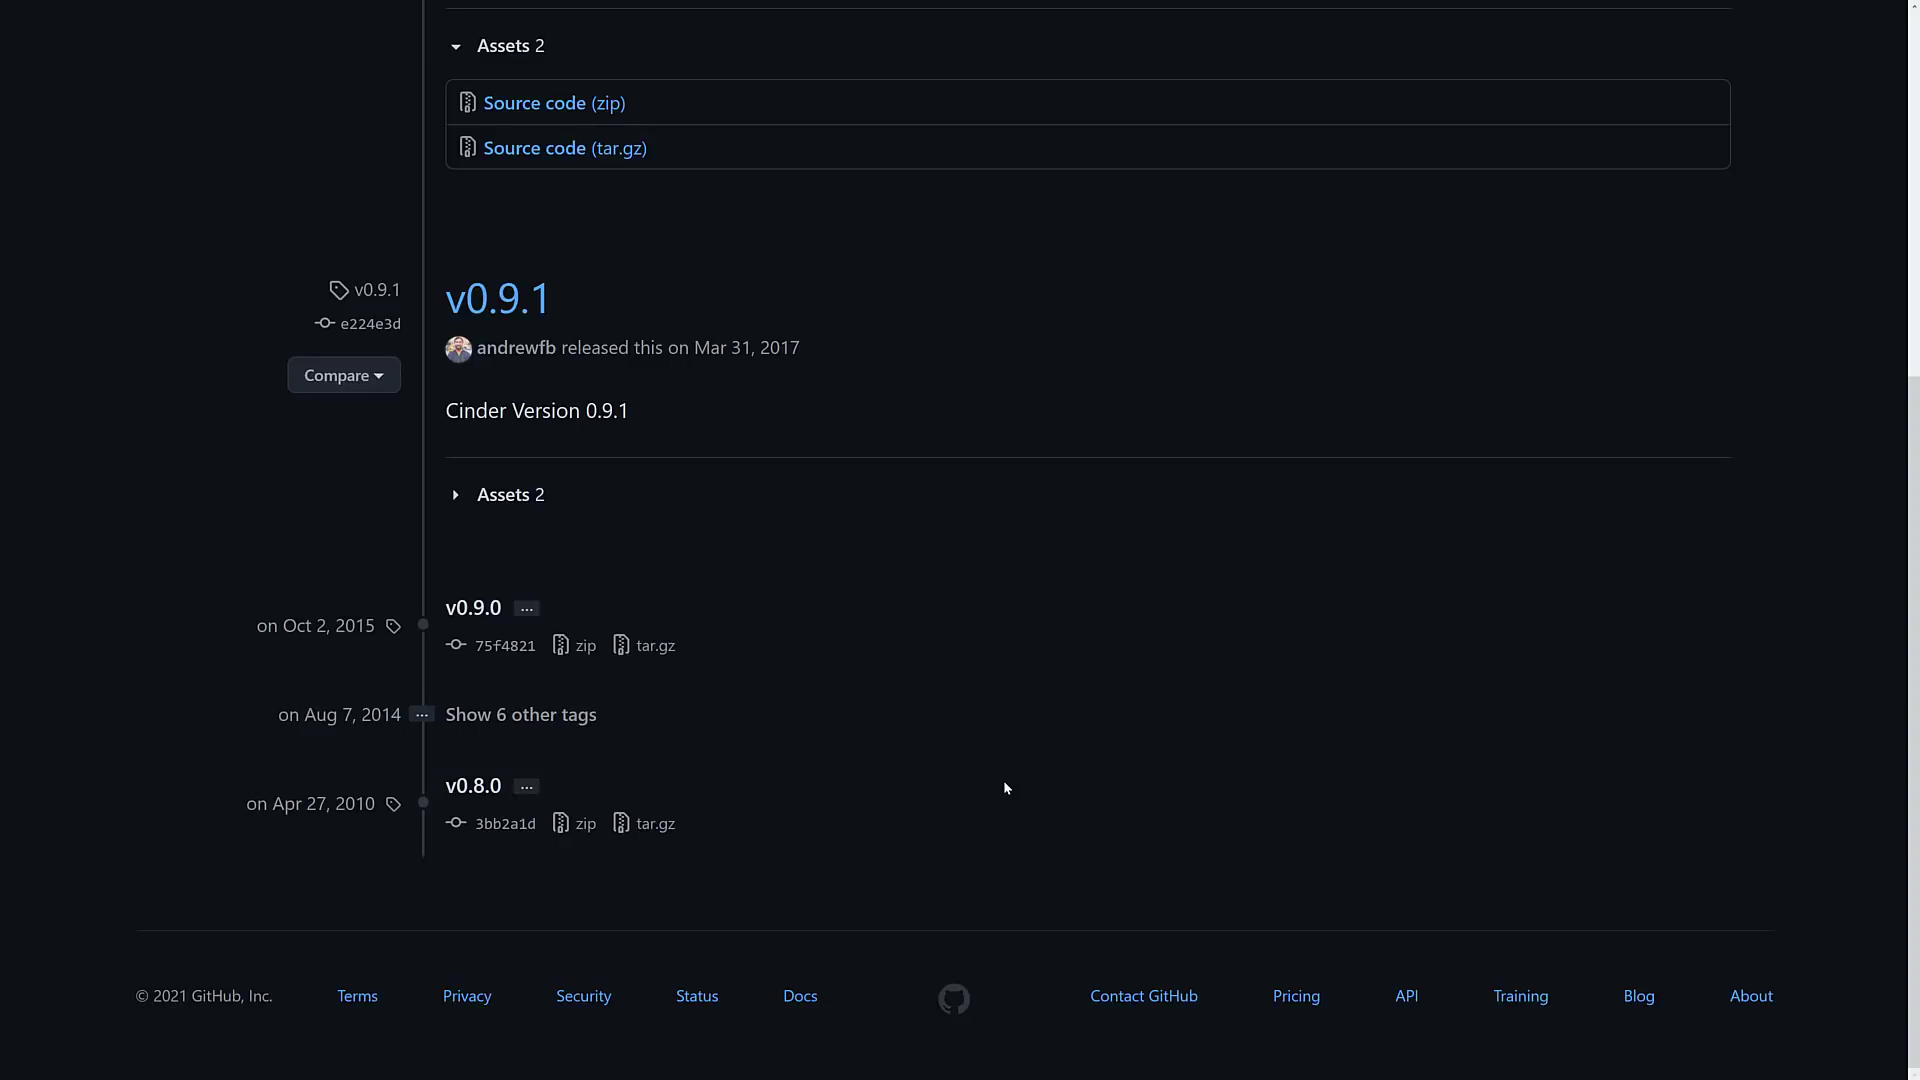 Assets 2
Source code (zip)
Source code (tar.gz)
v0.9.1
e224e3d
Compare
v0.9.1
andrewfb released this on Mar 31, 2017
Cinder Version 0.9.1
Assets 2
on Oct 2, 2015
v0.9.0 ...
75f4821 zip tar.gz
on Aug 7, 2014 ... Show 6 other tags
on Apr 27, 2010
v0.8.0 ...
3bb2a1d zip tar.gz
© 2021 GitHub, Inc. Terms Privacy Security Status Docs Contact GitHub Pricing API Training Blog About